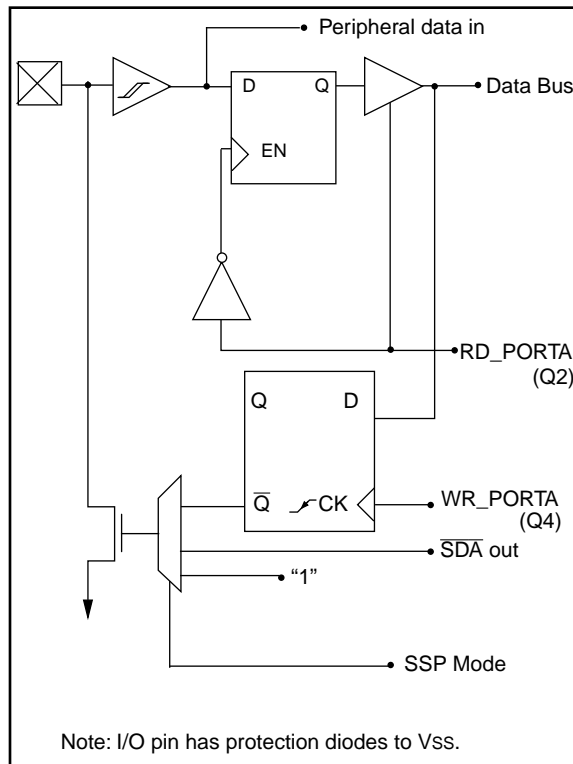 Peripheral data in
D
Q
Data Bus
EN
RD_PORTA
(Q2)
Q
D
Q̅
CK
WR_PORTA
(Q4)
S̅D̅A̅ out
“1”
SSP Mode
Note: I/O pin has protection diodes to VSS.